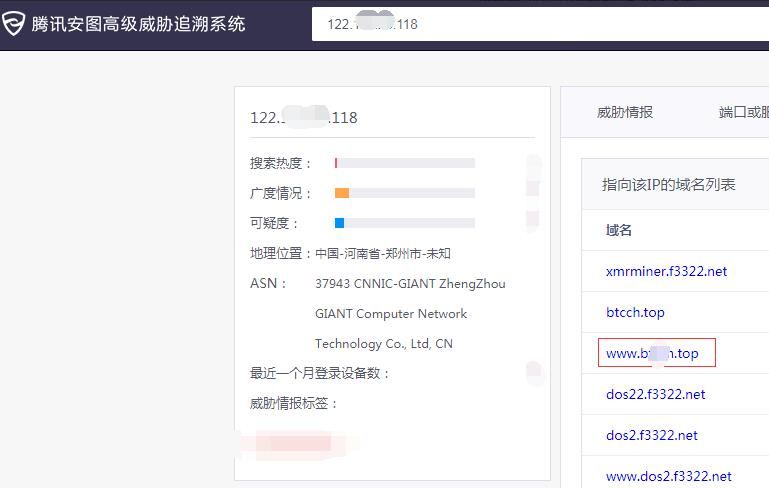 腾讯安图高级威胁追溯系统
122.1 .118
122. .118
搜索热度：
广度情况：
可疑度：
地理位置：中国-河南省-郑州市-未知
ASN： 37943 CNNIC-GIANT ZhengZhou
GIANT Computer Network
Technology Co., Ltd, CN
最近一个月登录设备数：
威胁情报标签：
威胁情报 端口或服
指向该IP的域名列表
域名
xmrminer.f3322.net
btcch.top
www.b h.top
dos22.f3322.net
dos2.f3322.net
www.dos2.f3322.net